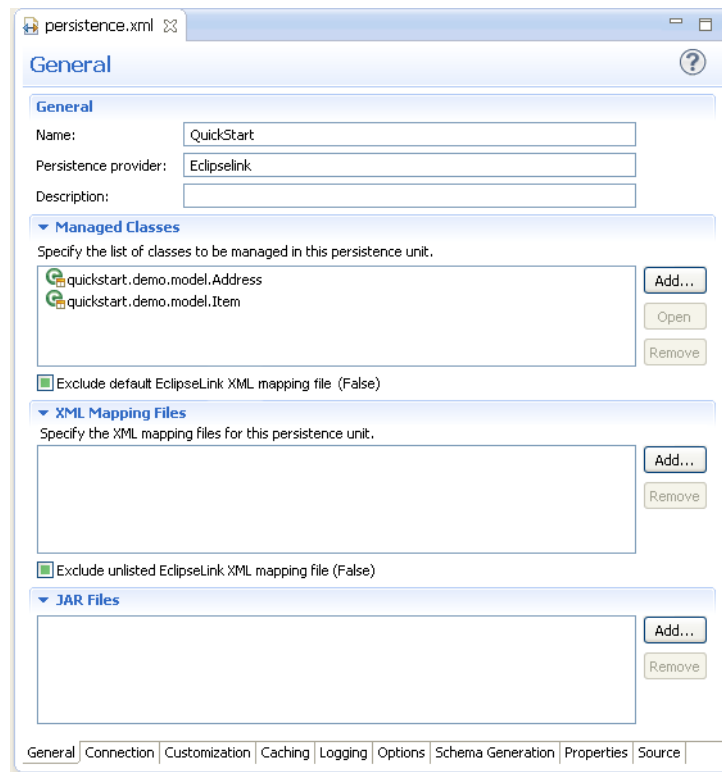 persistence.xml
General
?
General
Name: QuickStart
Persistence provider: Eclipselink
Description:
Managed Classes
Specify the list of classes to be managed in this persistence unit.
quickstart.demo.model.Address
quickstart.demo.model.Item
Add...
Open
Remove
Exclude default EclipseLink XML mapping file (False)
XML Mapping Files
Specify the XML mapping files for this persistence unit.
Add...
Remove
Exclude unlisted EclipseLink XML mapping file (False)
JAR Files
Add...
Remove
General Connection Customization Caching Logging Options Schema Generation Properties Source